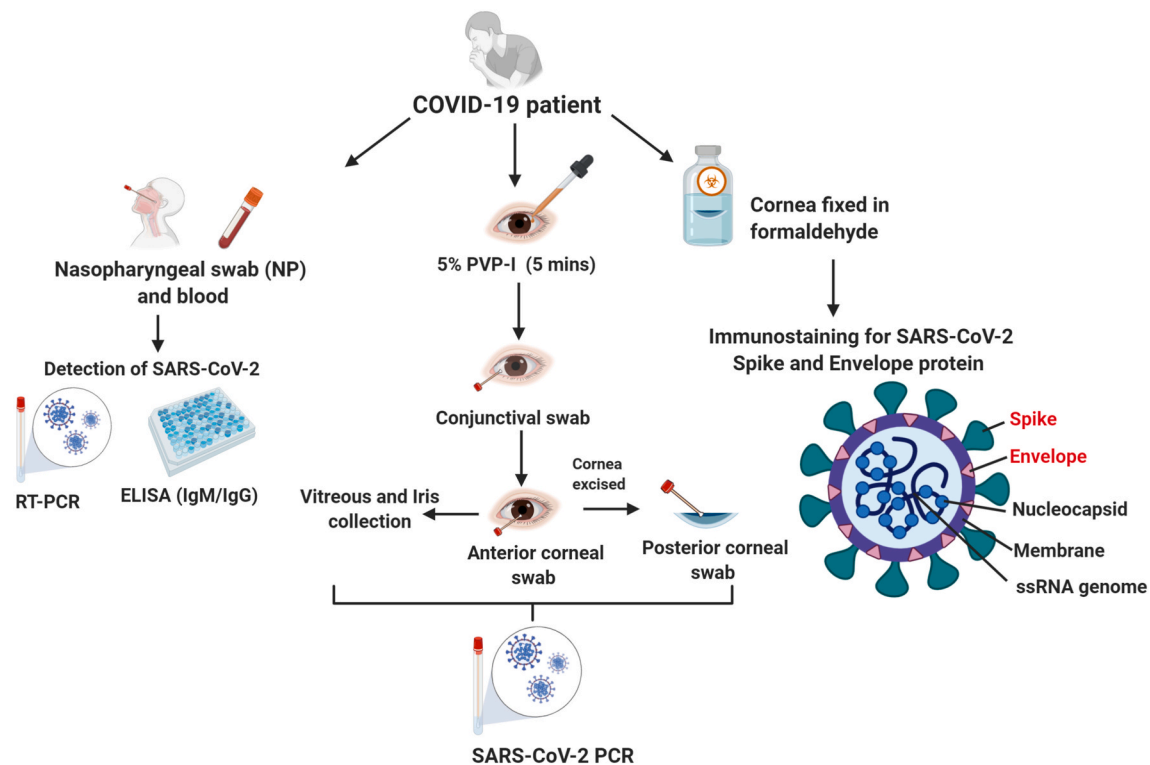 COVID-19 patient
Nasopharyngeal swab (NP)
and blood
Detection of SARS-CoV-2
RT-PCR
ELISA (IgM/IgG)
5% PVP-I (5 mins)
Conjunctival swab
Vitreous and Iris
collection
Anterior corneal
swab
Cornea
excised
Posterior corneal
swab
SARS-CoV-2 PCR
Cornea fixed in
formaldehyde
Immunostaining for SARS-CoV-2
Spike and Envelope protein
Spike
Envelope
Nucleocapsid
Membrane
ssRNA genome